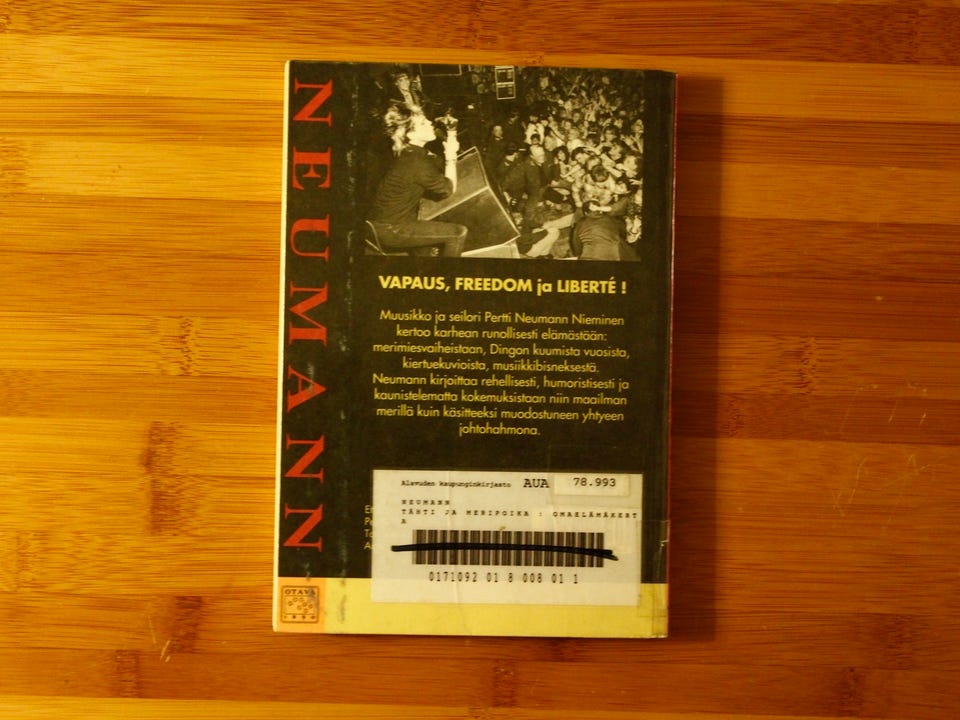 NEUMANN
VAPAUS, FREEDOM ja LIBERTÉ !
Muusikko ja seilori Pertti Neumann Nieminen
kertoo karhean runollisesti elämästään:
merimiesvaiheistaan, Dingon kuumista vuosista,
kiertuekuvioista, musiikkibisneksestä.
Neumann kirjoittaa rehellisesti, humoristisesti ja
kaunistelematta kokemuksistaan niin maailman
merillä kuin käsitteeksi muodostuneen yhtyeen
johtohahmona.
Alavuden kaupunginkirjasto AUA 78.993
NEUMANN
TÄHTI JA MERIPOIKA : OMAELÄMÄKERT
A
0171092 01 8 008 01 1
OTAVA
1890